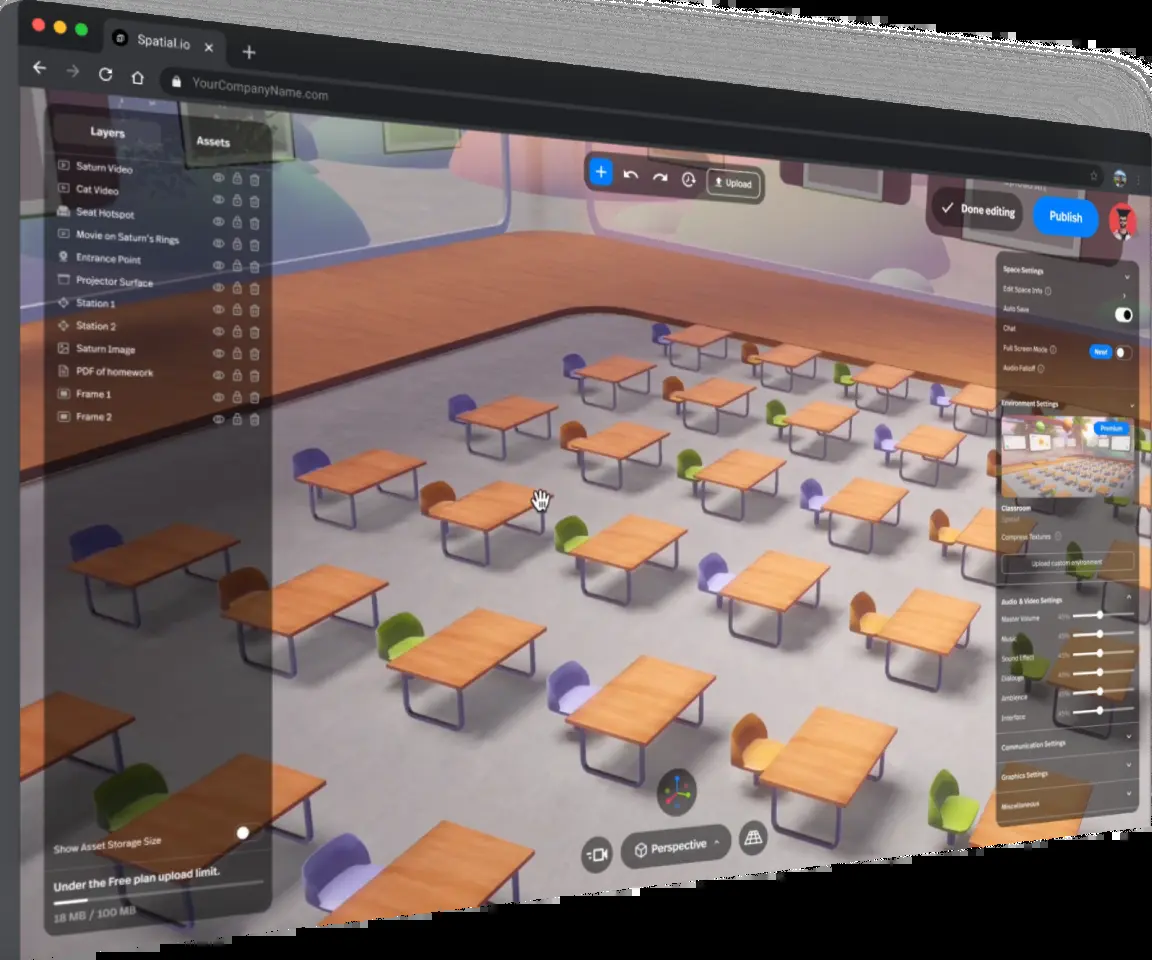 Spatial.io
YourCompanyName.com
Layers
Assets
Saturn Video
Cat Video
Seat Hotspot
Movie on Saturn's Rings
Entrance Point
Projector Surface
Station 1
Station 2
Saturn Image
PDF of homework
Frame 1
Frame 2
Show Asset Storage Size
Under the Free plan upload limit.
18 MB / 100 MB
Upload
Done editing
Publish
Space Settings
Edit Space Info
Auto Save
Chat
Full Screen Mode
New!
Audio Falloff
Environment Settings
Premium
Classroom
Compress Textures
Upload custom environment
Audio & Video Settings
Master Volume
Music
Sound Effect
Dialouge
Ambience
Interface
Communication Settings
Graphics Settings
Miscellaneous
Perspective